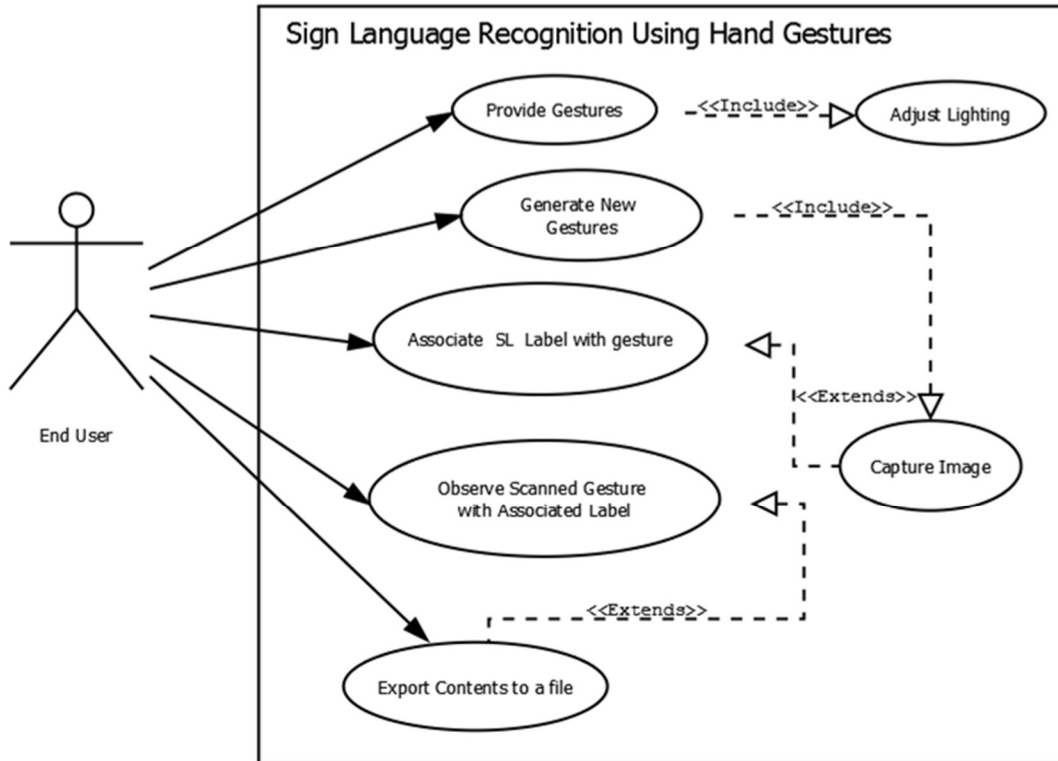 Sign Language Recognition Using Hand Gestures
Provide Gestures
<<Include>>
Adjust Lighting
Generate New
Gestures
<<Include>>
Associate SL Label with gesture
<<Extends>>
End User
Capture Image
Observe Scanned Gesture
with Associated Label
<<Extends>>
Export Contents to a file